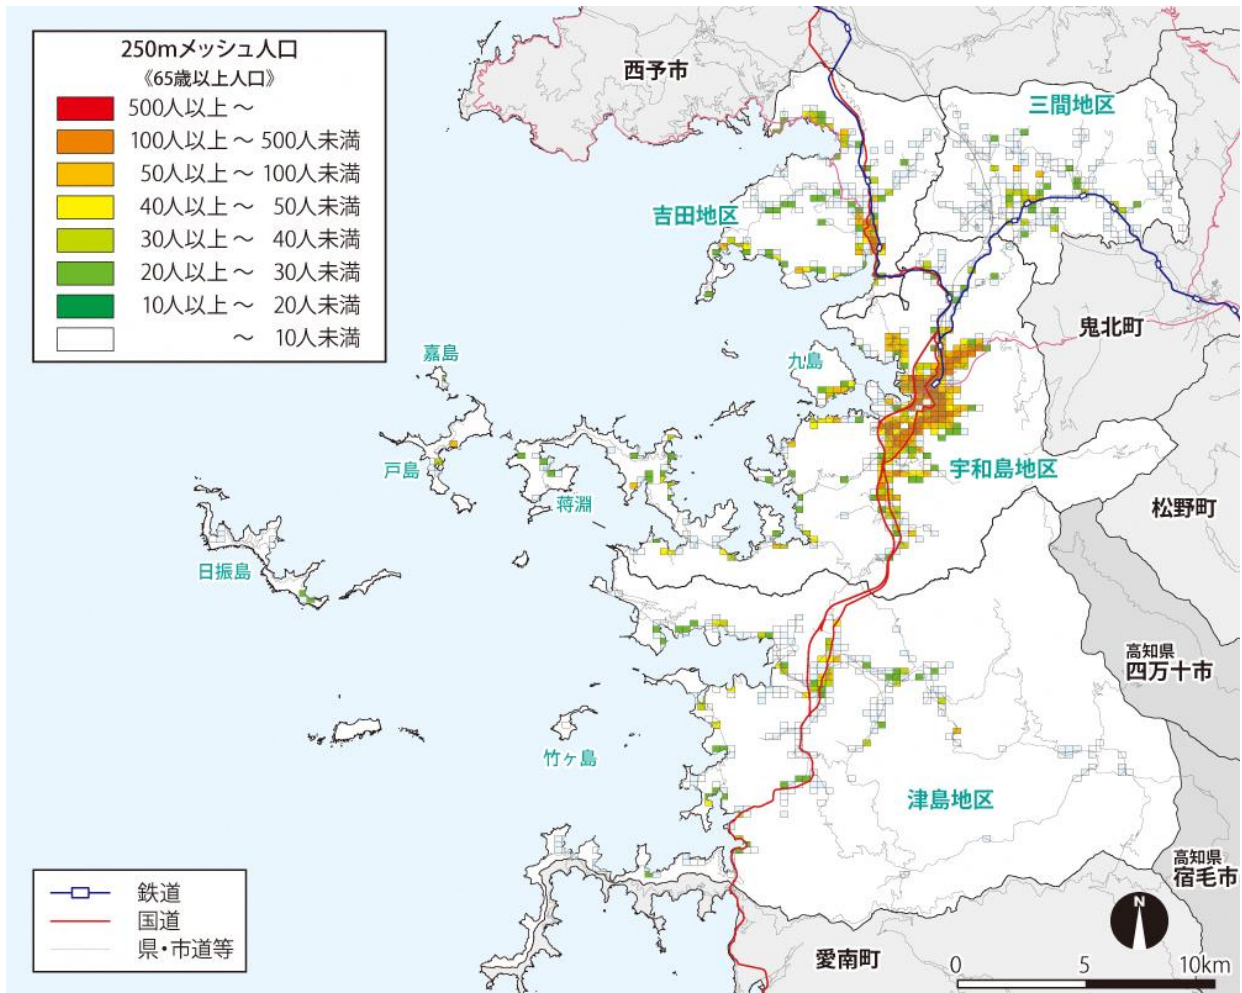 250mメッシュ人口
《65歳以上人口》
500人以上～
100人以上～ 500人未満
50人以上～ 100人未満
40人以上～ 50人未満
30人以上～ 40人未満
20人以上～ 30人未満
10人以上～ 20人未満
～ 10人未満
西予市
三間地区
吉田地区
鬼北町
嘉島
九島
戸島
蒋淵
宇和島地区
松野町
日振島
高知県
四万十市
竹ヶ島
津島地区
高知県
宿毛市
愛南町
鉄道
国道
県・市道等
N
0 5 10km